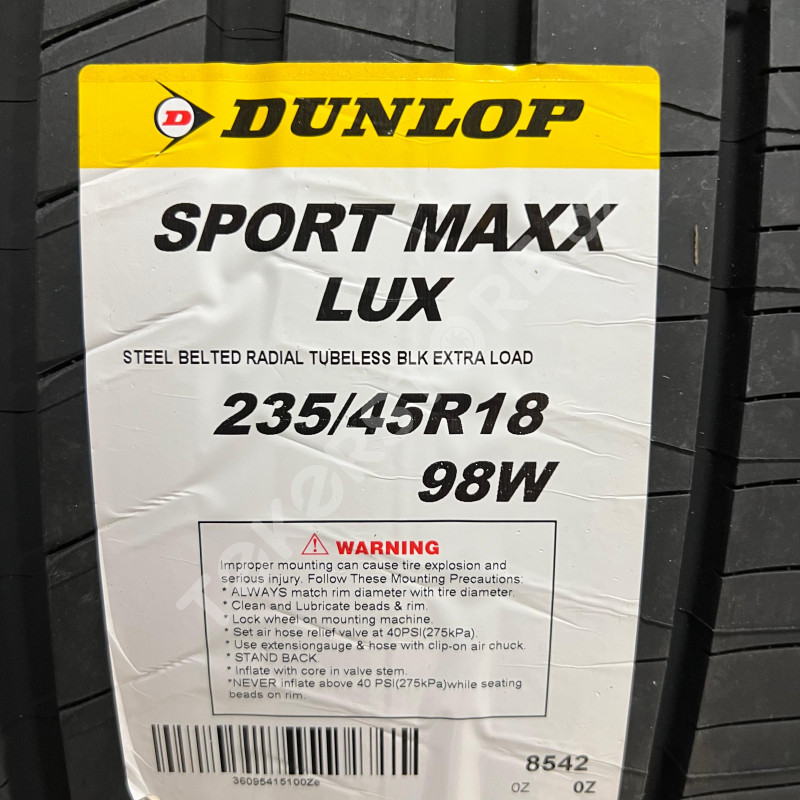 D DUNLOP
SPORT MAXX
LUX
STEEL BELTED RADIAL TUBELESS BLK EXTRA LOAD
235/45R18
98W
WARNING
Improper mounting can cause tire explosion and
serious injury. Follow These Mounting Precautions:
* ALWAYS match rim diameter with tire diameter.
* Clean and Lubricate beads & rim.
* Lock wheel on mounting machine.
* Set air hose relief valve at 40PSI(275kPa).
* Use extensiongauge & hose with clip-on air chuck.
* STAND BACK.
* Inflate with core in valve stem.
*NEVER inflate above 40 PSI(275kPa)while seating
beads on rim.
36095415100Ze
8542
OZ OZ